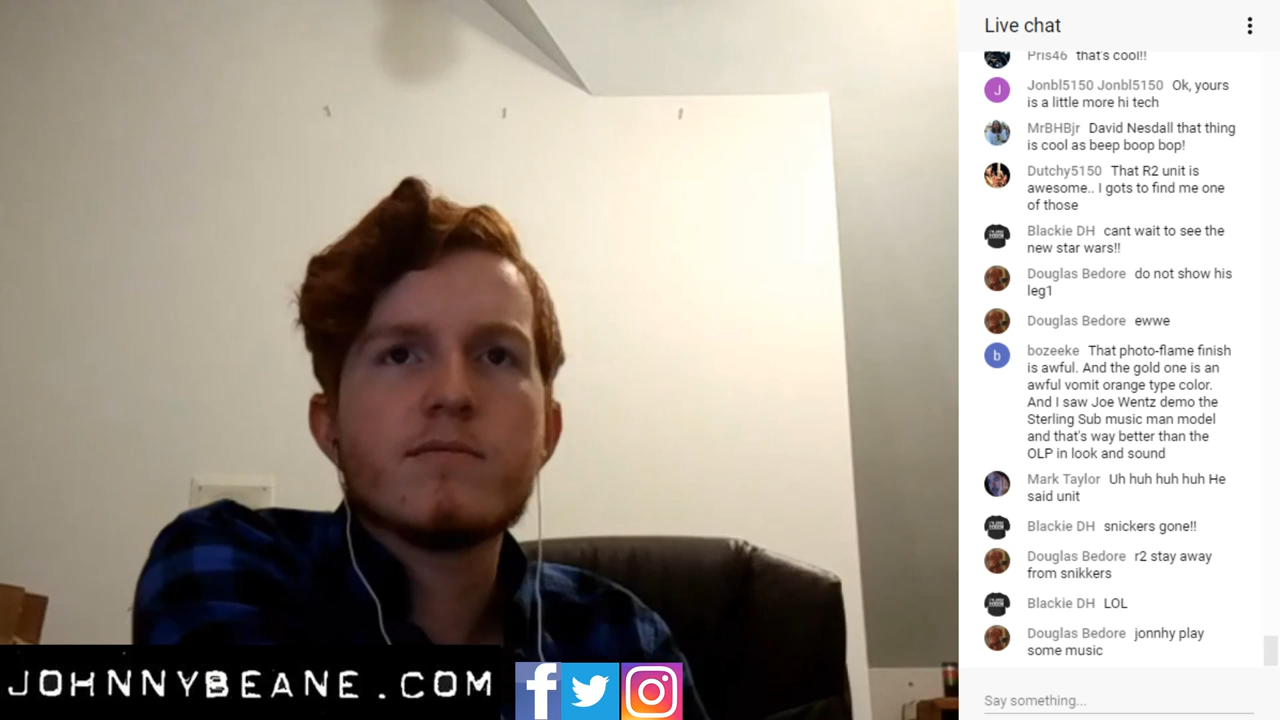 Live chat
Pris46 that's cool!!
Jonbl5150 Jonbl5150 Ok, yours
is a little more hi tech
MrBHBjr David Nesdall that thing
is cool as beep boop bop!
Dutchy5150 That R2 unit is
awesome.. I gots to find me one
of those
Blackie DH cant wait to see the
new star wars!!
Douglas Bedore do not show his
leg1
Douglas Bedore ewwe
b
bozeeke That photo-flame finish
is awful. And the gold one is an
awful vomit orange type color.
And I saw Joe Wentz demo the
Sterling Sub music man model
and that's way better than the
OLP in look and sound
Mark Taylor Uh huh huh huh He
said unit
Blackie DH snickers gone!!
Douglas Bedore r2 stay away
from snikkers
Blackie DH LOL
Douglas Bedore jonnhy play
some music
Say something...
J
JOHNNYBEANE.COM
f